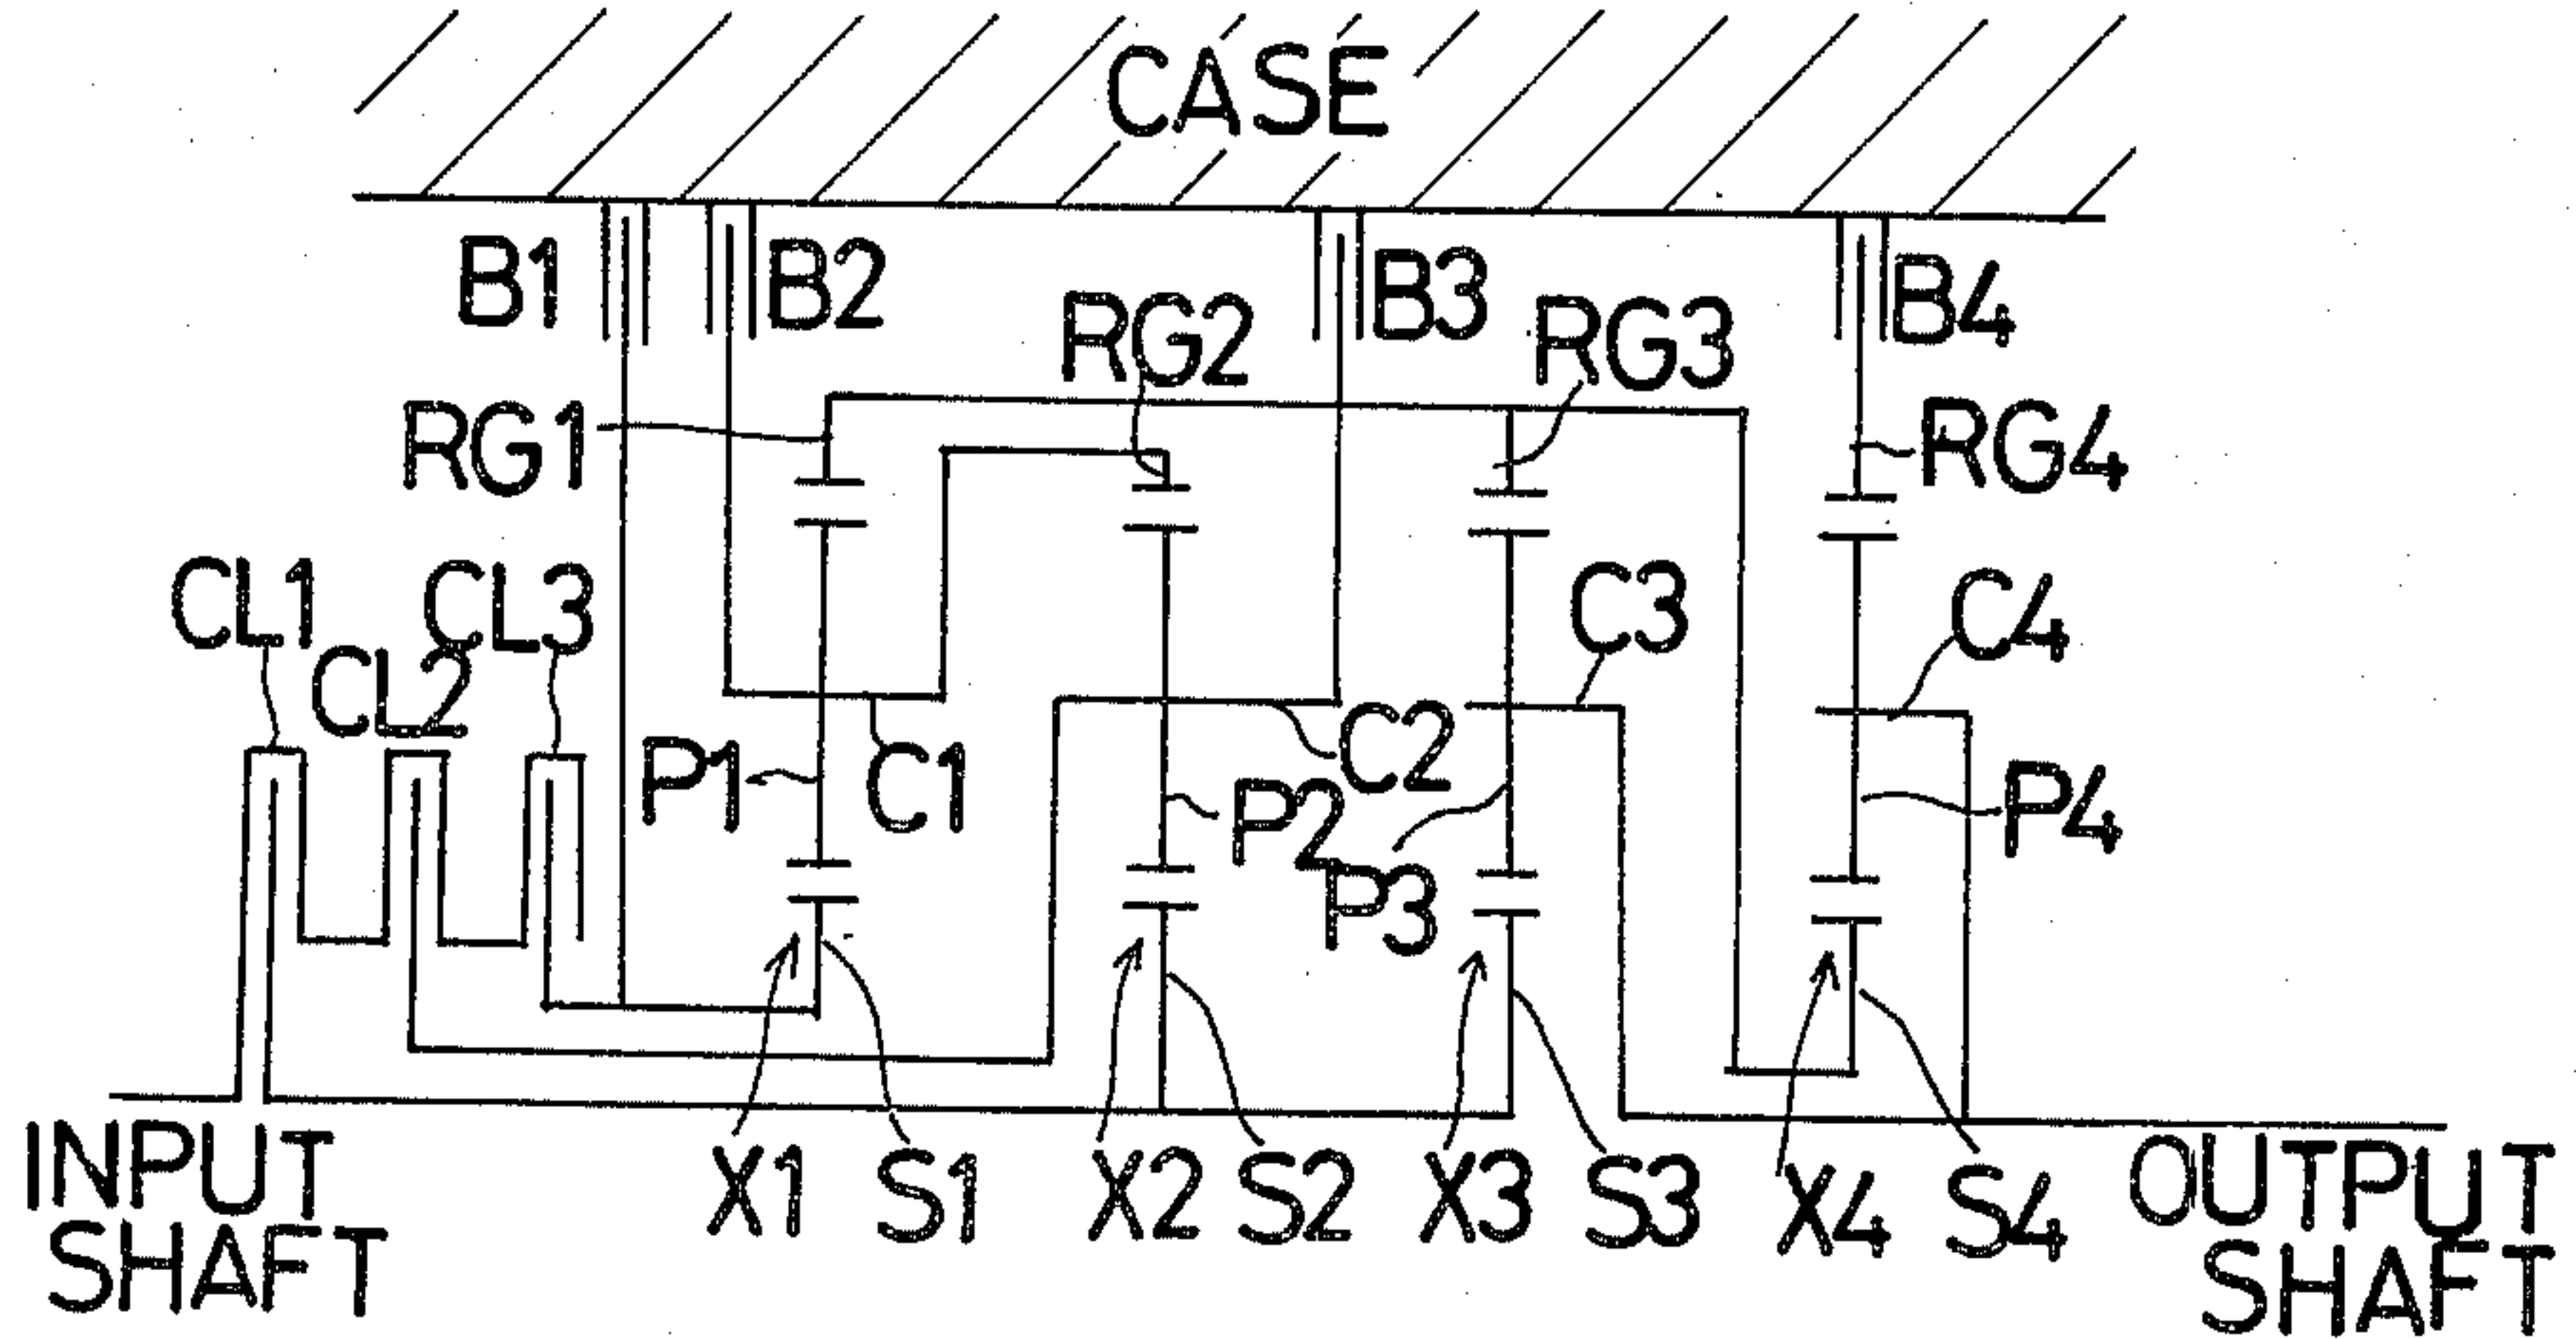 CASE
B1
B2
B3
B4
RG2
RG3
RG1
RG4
CL1
CL3
C3
C4
CL2
P1
C1
C2
P2
P4
P3
INPUT
SHAFT
X1
S1
X2
S2
X3
S3
X4
S4
OUTPUT
SHAFT